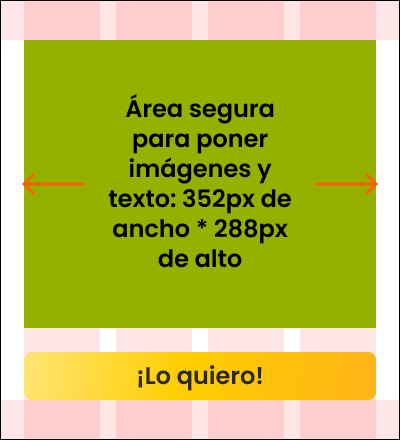 Área segura
para poner
imágenes y
texto: 352px de
ancho * 288px
de alto
¡Lo quiero!